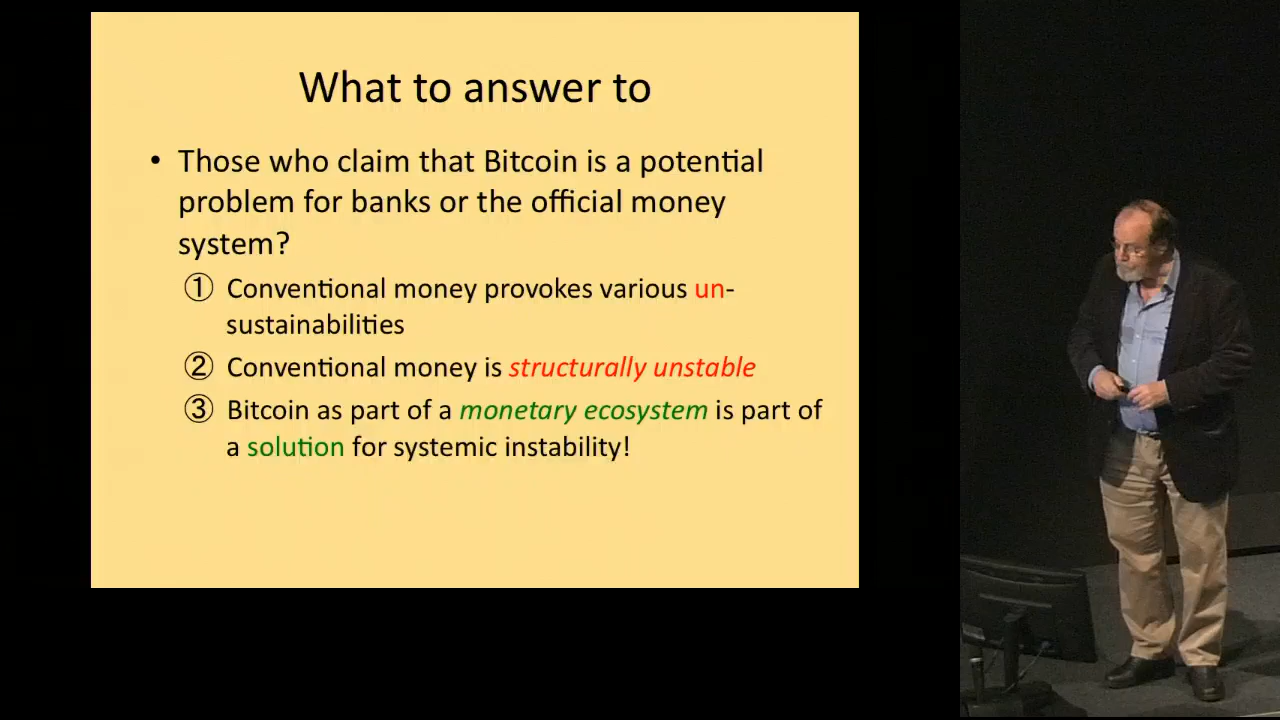 What to answer to
• Those who claim that Bitcoin is a potential
problem for banks or the official money
system?
① Conventional money provokes various un-
sustainabilities
② Conventional money is structurally unstable
③ Bitcoin as part of a monetary ecosystem is part of
a solution for systemic instability!